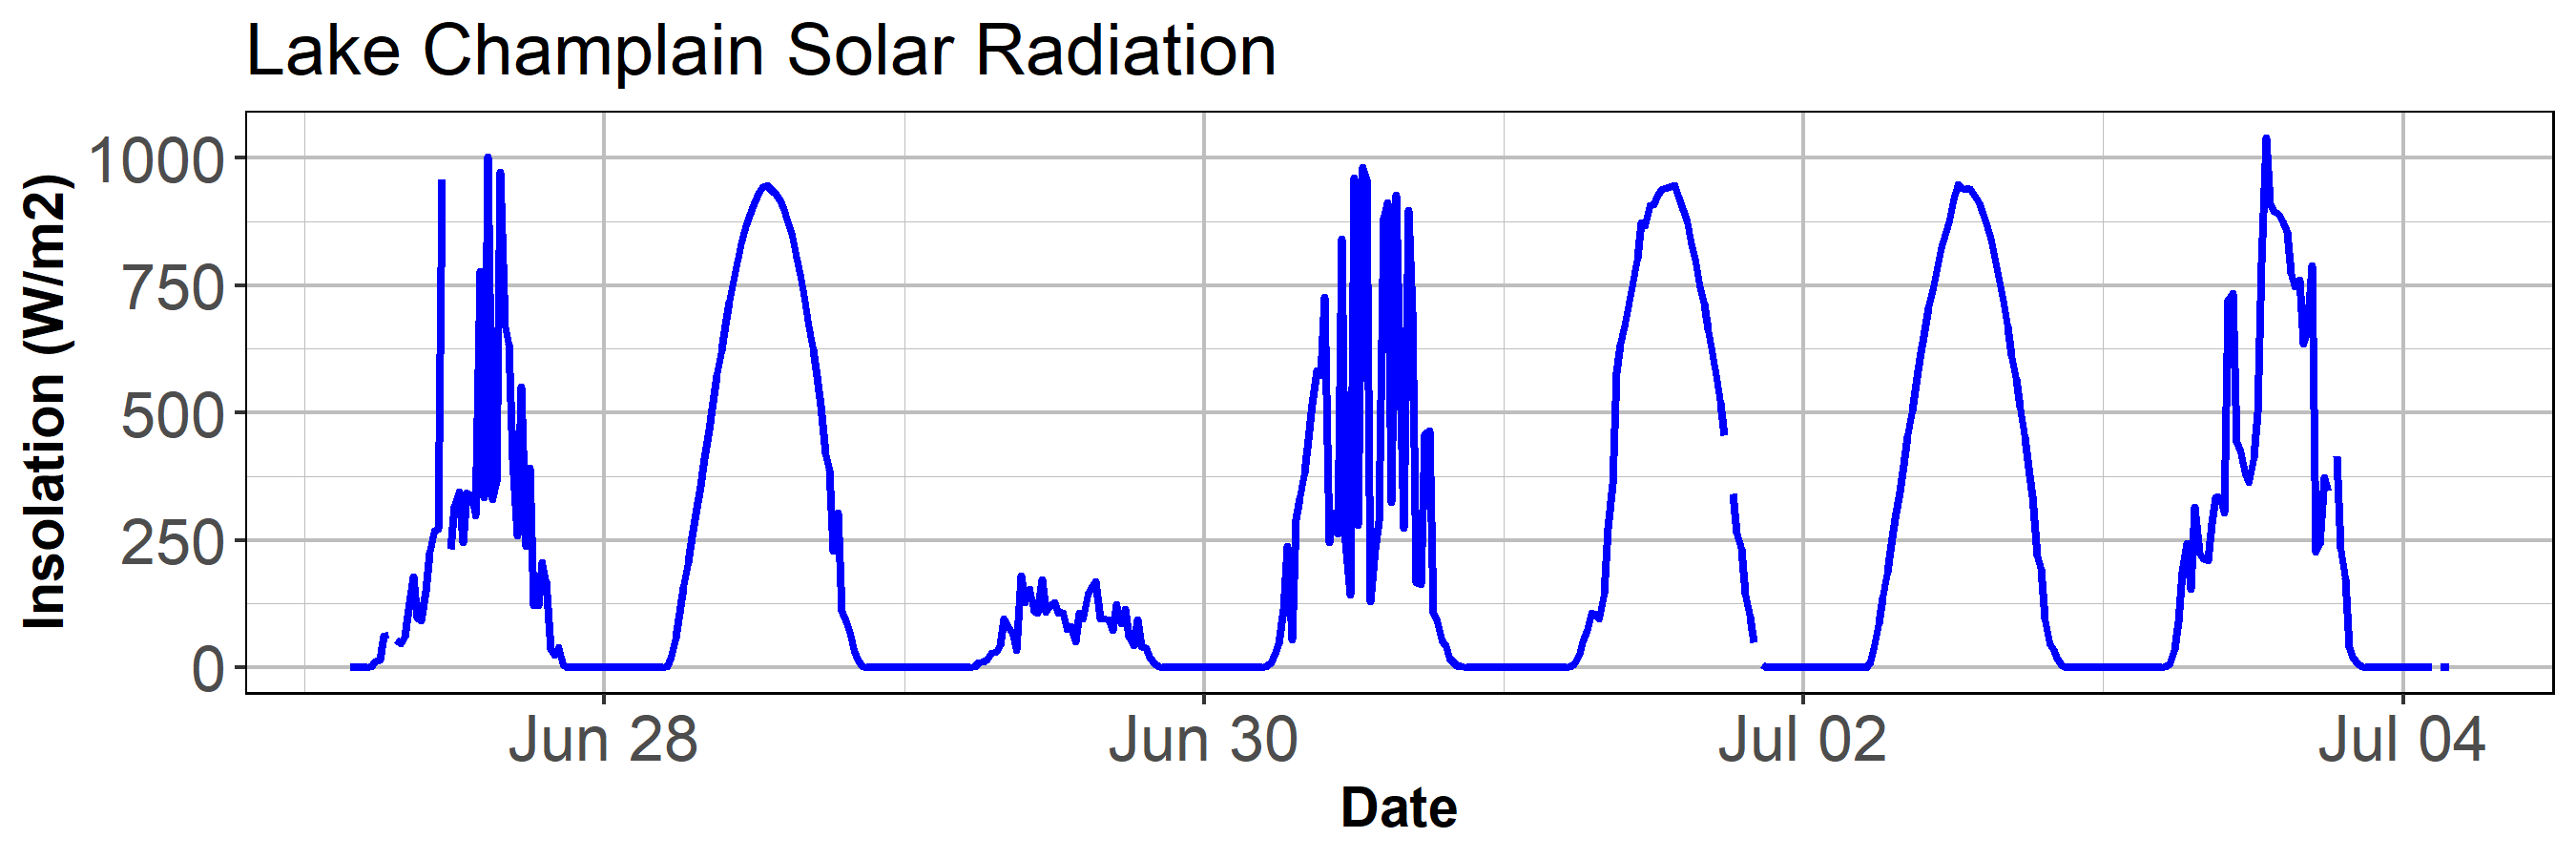 Lake Champlain Solar Radiation
Insolation (W/m2)
1000
750
500
250
0
Jun 28 Jun 30 Jul 02 Jul 04
Date